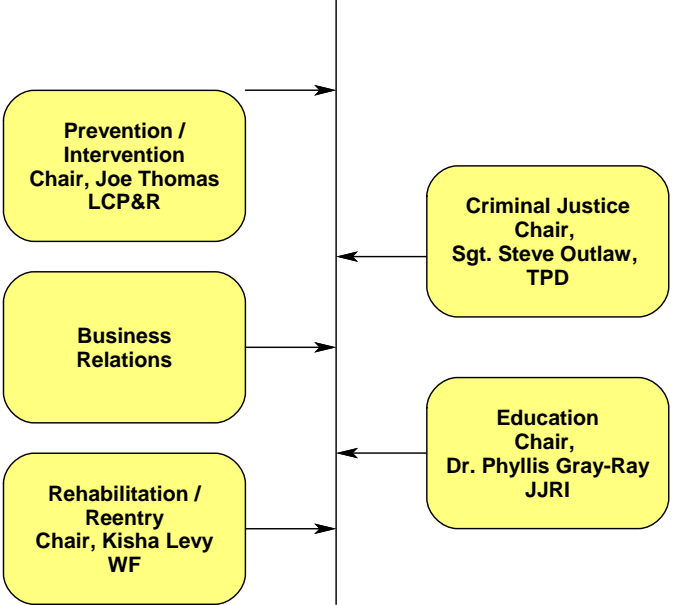 Prevention /
Intervention
Chair, Joe Thomas
LCP&R
Criminal Justice
Chair,
Sgt. Steve Outlaw,
TPD
Business
Relations
Education
Chair,
Dr. Phyllis Gray-Ray
JJRI
Rehabilitation /
Reentry
Chair, Kisha Levy
WF